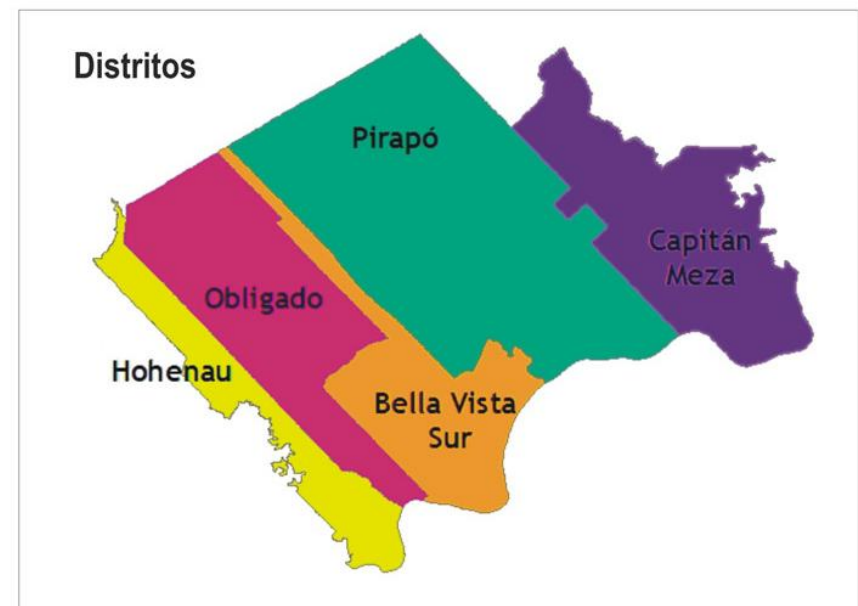 Distritos
Pirapó
Capitán
Meza
Obligado
Hohenau
Bella Vista
Sur